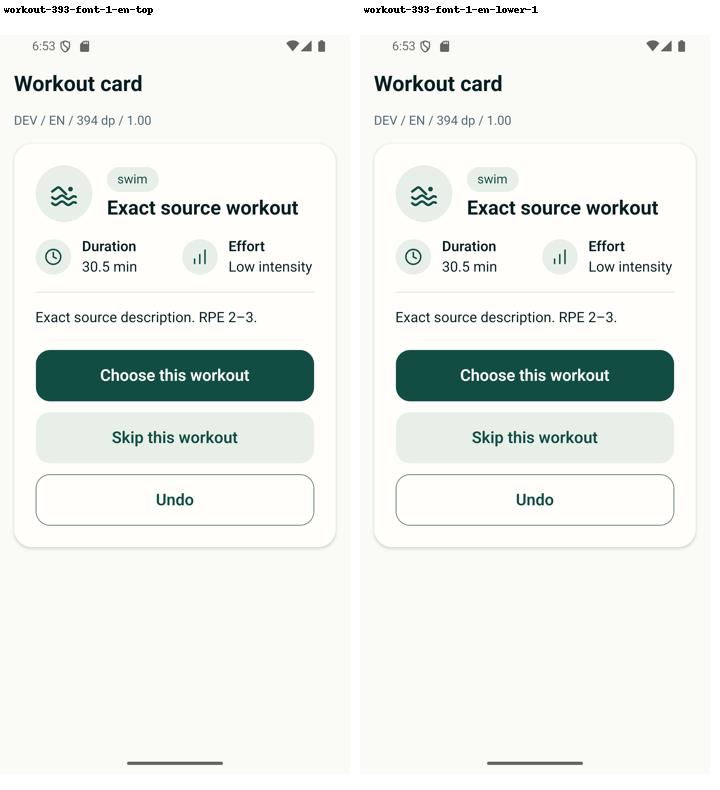 workout-393-font-1-en-top
6:53
Workout card
DEV / EN / 394 dp / 1.00
swim
Exact source workout
Duration
30.5 min
Effort
Low intensity
Exact source description. RPE 2–3.
Choose this workout
Skip this workout
Undo
workout-393-font-1-en-lower-1
6:53
Workout card
DEV / EN / 394 dp / 1.00
swim
Exact source workout
Duration
30.5 min
Effort
Low intensity
Exact source description. RPE 2–3.
Choose this workout
Skip this workout
Undo